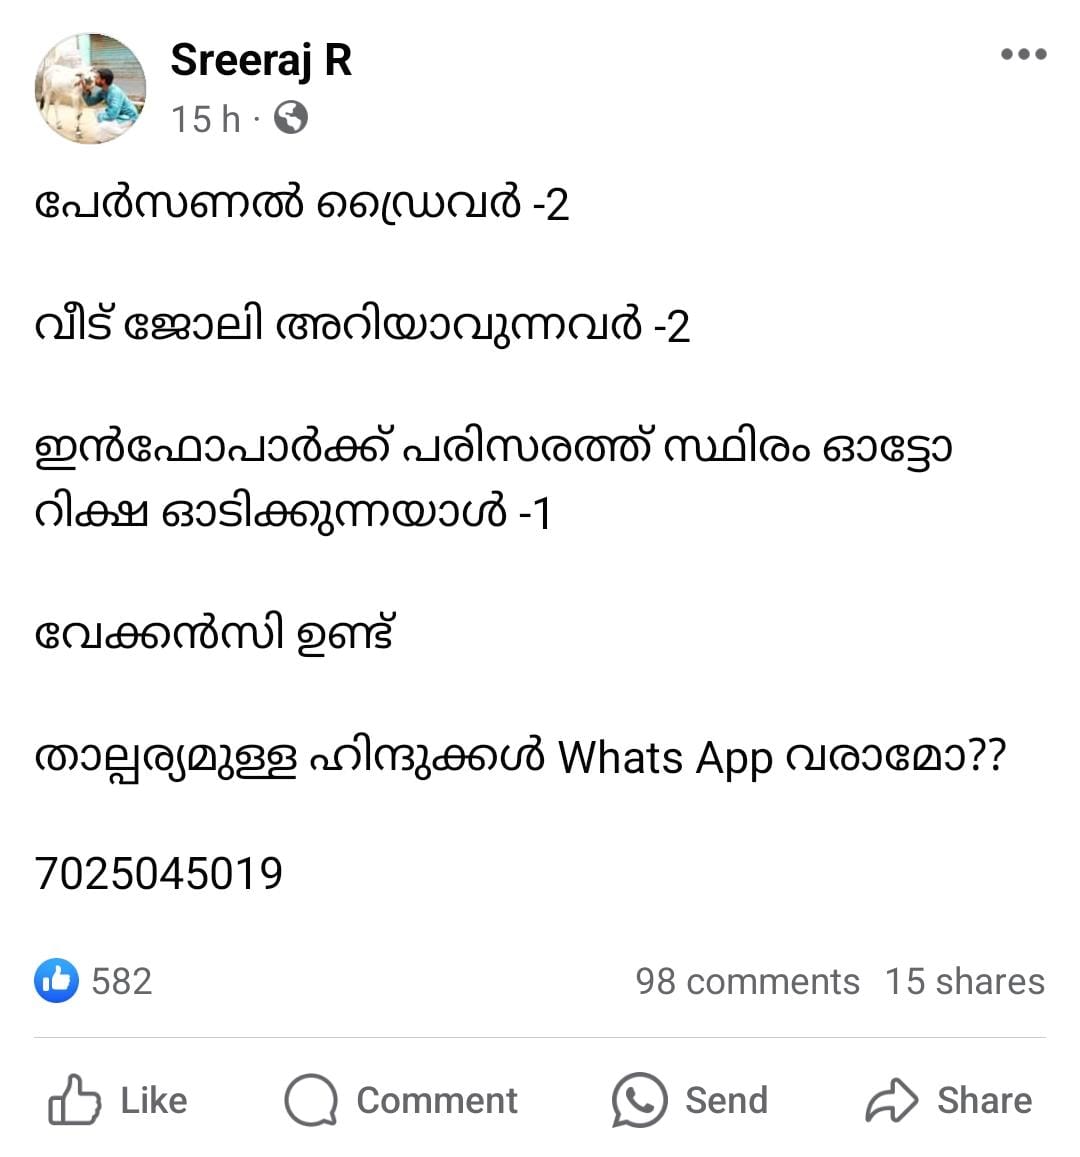 Sreeraj R
15 h ·
പേർസണൽ ഡ്രൈവർ -2
വീട് ജോലി അറിയാവുന്നവർ -2
ഇൻഫോപാർക്ക് പരിസരത്ത് സ്ഥിരം ഓട്ടോ
റിക്ഷ ഓടിക്കുന്നയാൾ -1
വേക്കൻസി ഉണ്ട്
താല്പര്യമുള്ള ഹിന്ദുക്കൾ Whats App വരാമോ??
7025045019
582 98 comments 15 shares
Like Comment Send Share